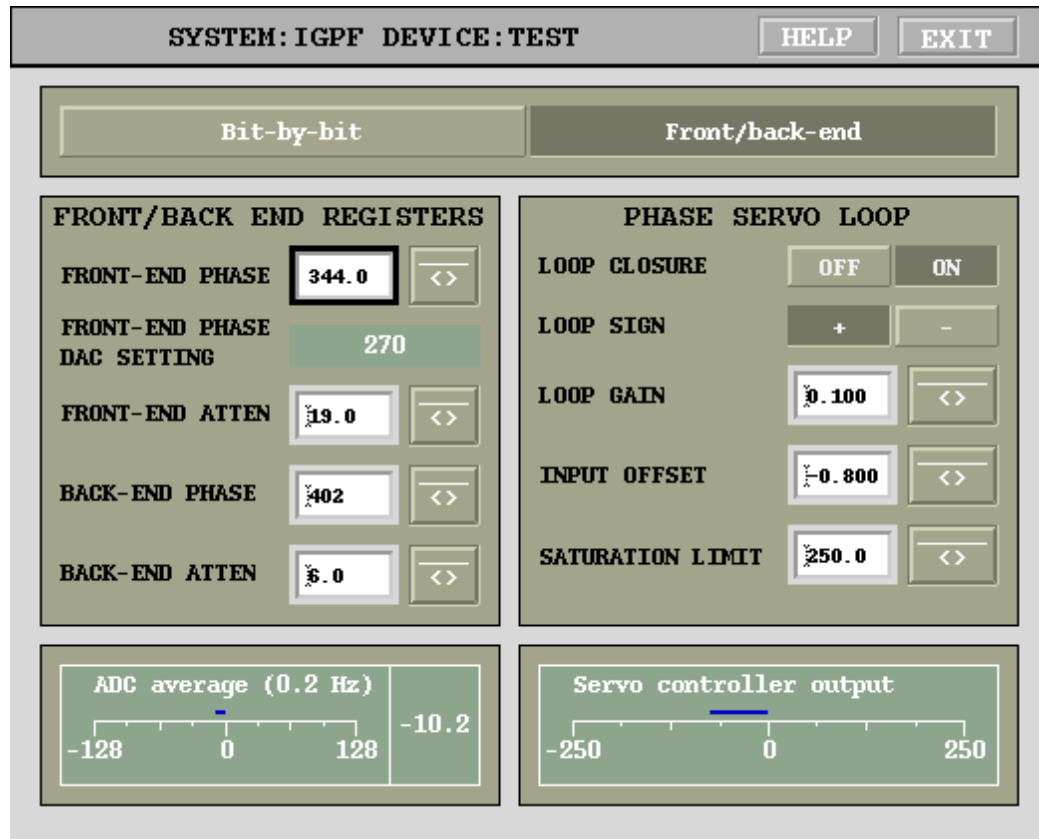 SYSTEM:IGPF DEVICE:TEST HELP EXIT
Bit-by-bit Front/back-end
FRONT/BACK END REGISTERS
FRONT-END PHASE 344.0 <>
FRONT-END PHASE
DAC SETTING 270
FRONT-END ATTEN 19.0 <>
BACK-END PHASE 402 <>
BACK-END ATTEN 6.0 <>
PHASE SERVO LOOP
LOOP CLOSURE OFF ON
LOOP SIGN + -
LOOP GAIN 0.100 <>
INPUT OFFSET -0.800 <>
SATURATION LIMIT 250.0 <>
ADC average (0.2 Hz)
-128 0 128
-10.2
Servo controller output
-250 0 250